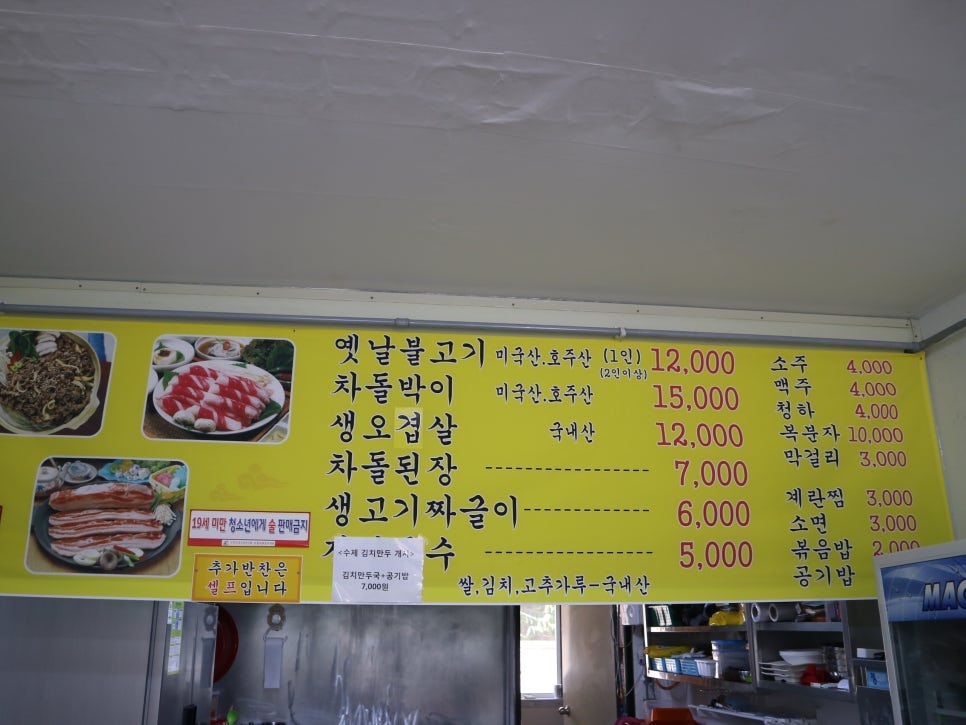 옛날불고기 미국산.호주산 (1인) 12,000
(2인이상)
차돌박이 미국산.호주산 15,000
생오겹살 국내산 12,000
차돌된장 7,000
생고기짜글이 6,000
수 5,000
쌀,김치,고추가루-국내산
소주 4,000
맥주 4,000
청하 4,000
복분자 10,000
막걸리 3,000
계란찜 3,000
소면 3,000
볶음밥 2,000
공기밥
19세 미만 청소년에게 술 판매금지
추가반찬은
셀프입니다
<수제 김치만두 개시>
김치만두국+공기밥
7,000원